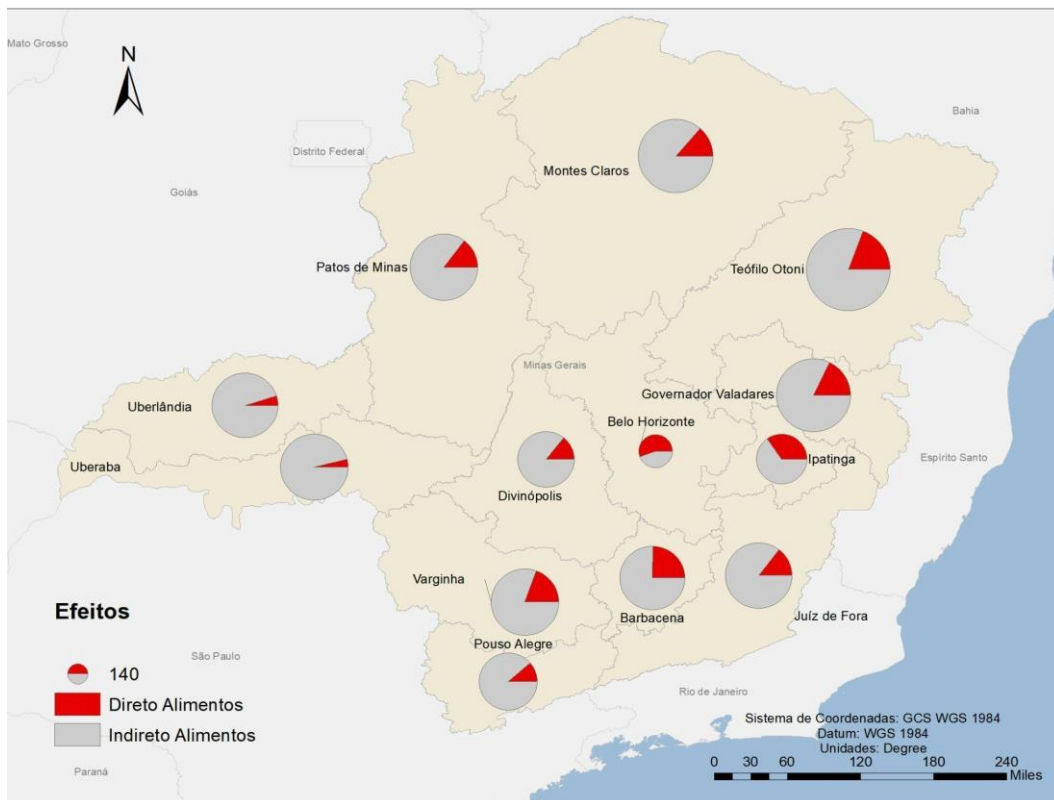 Mato Grosso
N
Bahia
Distrito Federal
Montes Claros
Goiás
Patos de Minas
Teófilo Otoni
Minas Gerais
Uberlândia
Governador Valadares
Belo Horizonte
Uberaba
Ipatinga
Espírito Santo
Divinópolis
Varginha
Barbacena
Juíz de Fora
Pouso Alegre
Efeitos
140
Direto Alimentos
Indireto Alimentos
São Paulo
Paraná
Rio de Janeiro
Sistema de Coordenadas: GCS WGS 1984
Datum: WGS 1984
Unidades: Degree
0 30 60 120 180 240
Miles